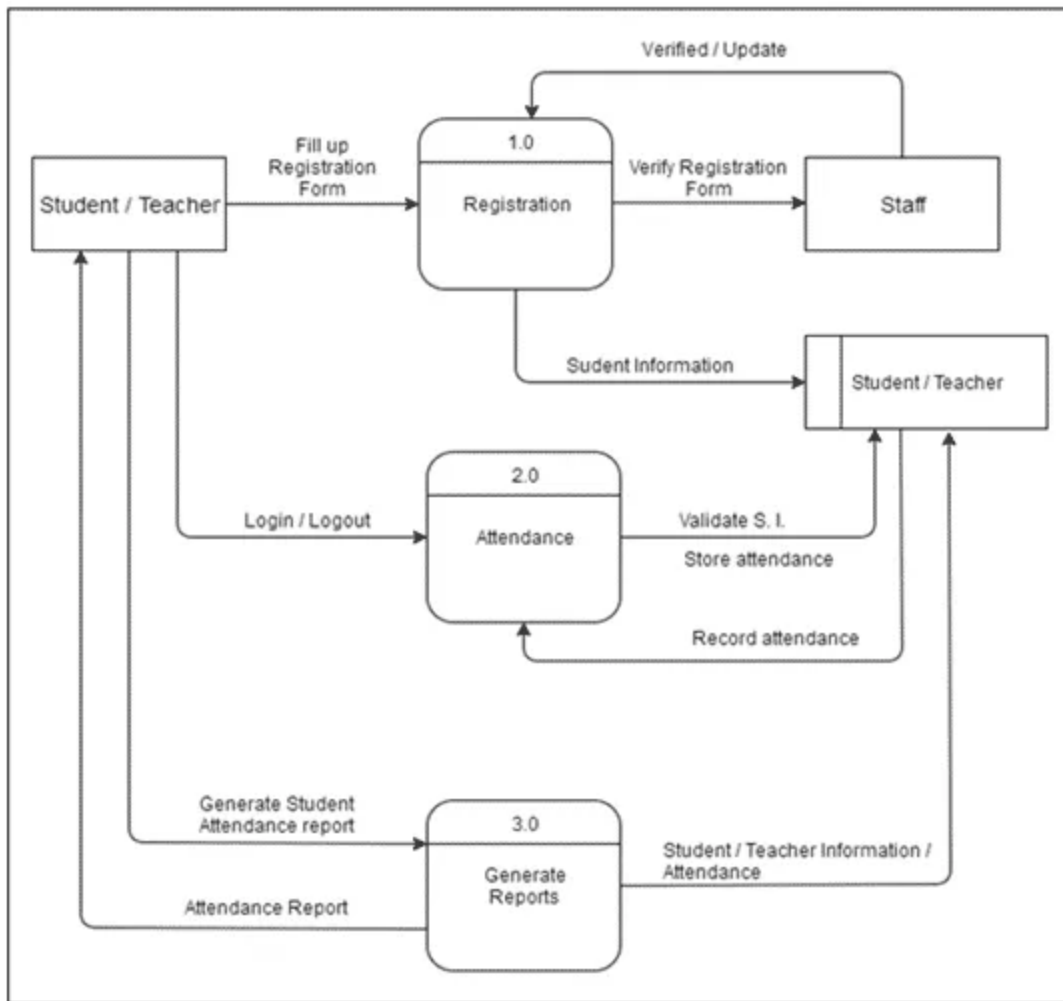 Verified / Update
1.0
Fill up
Registration
Form
Verify Registration
Form
Student / Teacher
Registration
Staff
Sudent Information
Student / Teacher
2.0
Login / Logout
Attendance
Validate S. I.
Store attendance
Record attendance
Generate Student
Attendance report
3.0
Generate
Reports
Student / Teacher Information /
Attendance
Attendance Report